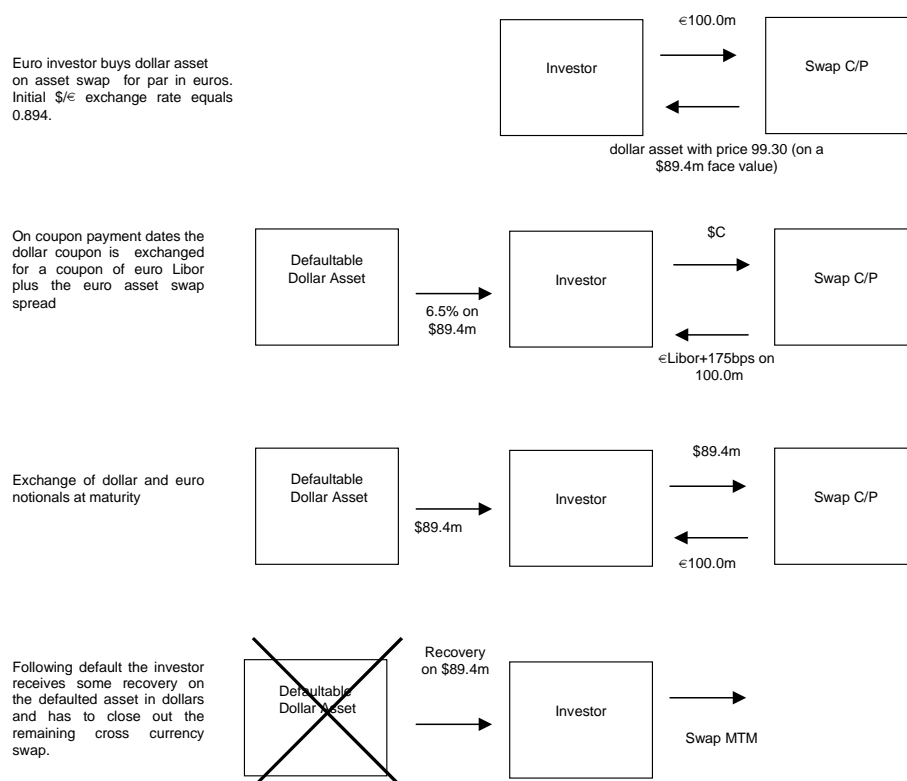 Euro investor buys dollar asset
on asset swap for par in euros.
Initial $/€ exchange rate equals
0.894.
Investor
€100.0m
Swap C/P
dollar asset with price 99.30 (on a
$89.4m face value)
On coupon payment dates the
dollar coupon is exchanged
for a coupon of euro Libor
plus the euro asset swap
spread
Defaultable
Dollar Asset
6.5% on
$89.4m
Investor
$C
Swap C/P
€Libor+175bps on
100.0m
Exchange of dollar and euro
notionals at maturity
Defaultable
Dollar Asset
$89.4m
Investor
$89.4m
Swap C/P
€100.0m
Following default the investor
receives some recovery on
the defaulted asset in dollars
and has to close out the
remaining cross currency
swap.
Defaultable
Dollar Asset
Recovery
on $89.4m
Investor
Swap MTM